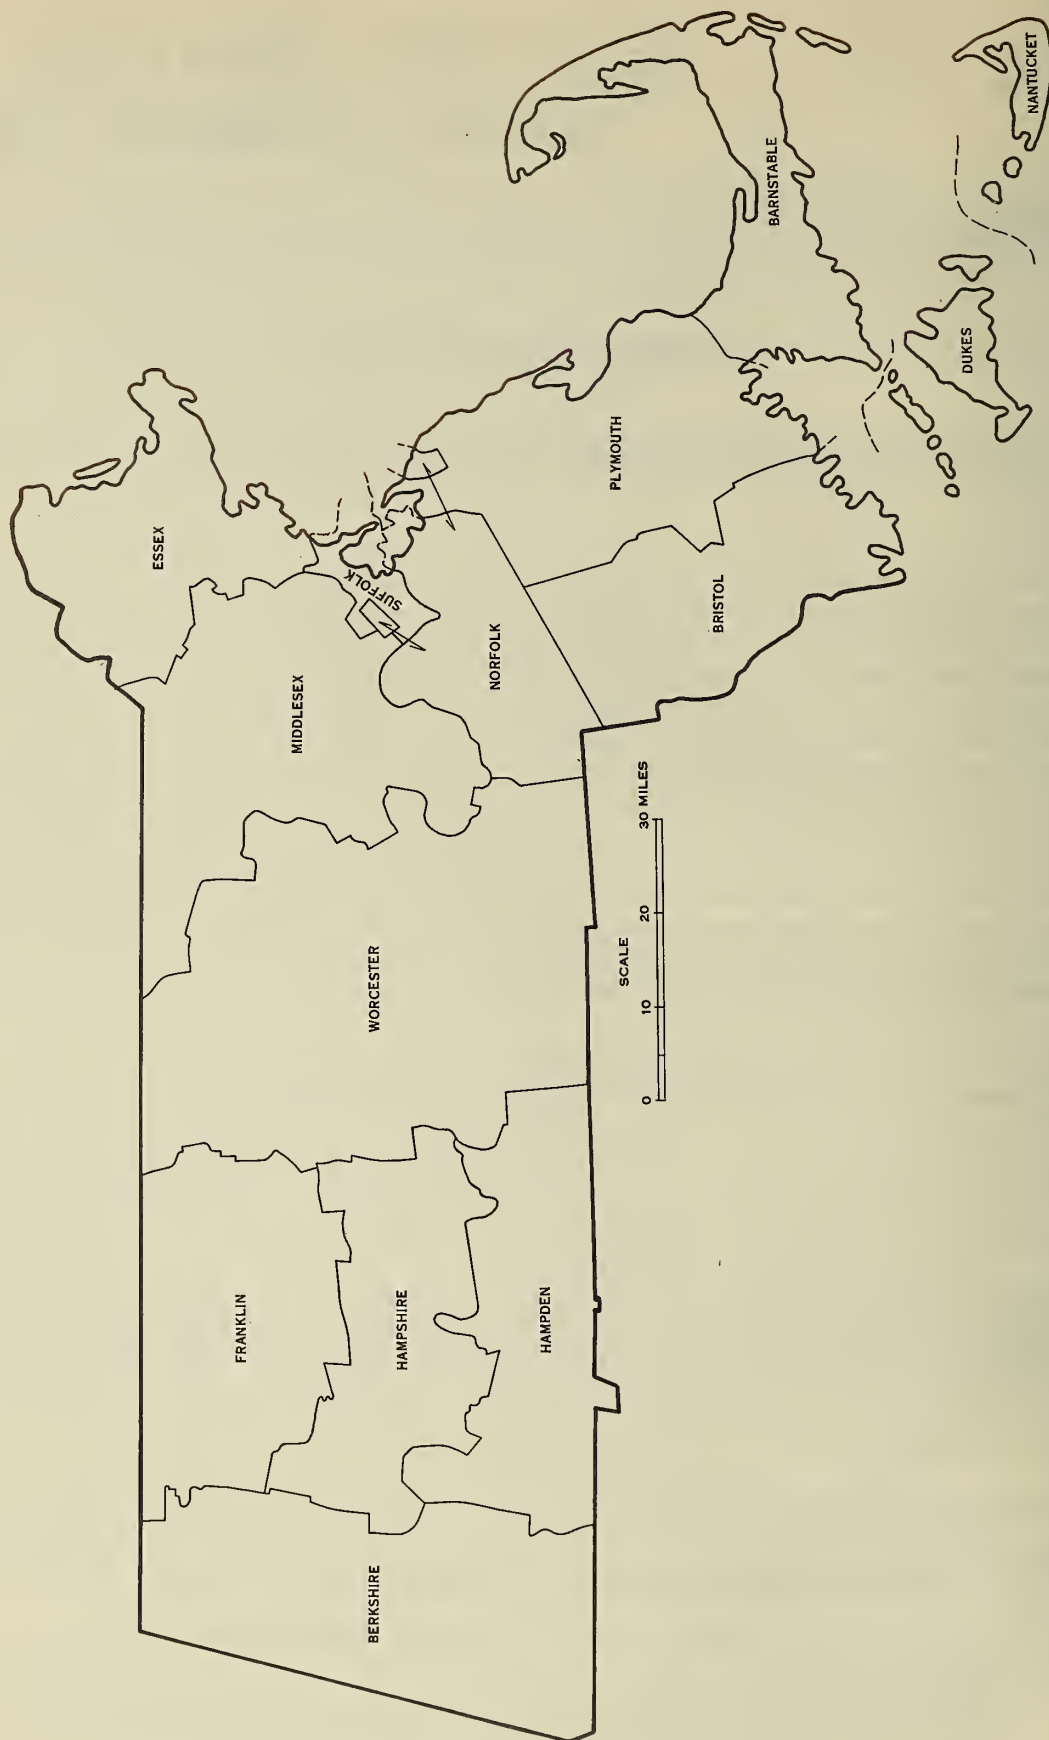 ESSEX
FRANKLIN
MIDDLESEX
SUFFOLK
BERKSHIRE
HAMPSHIRE
WORCESTER
NORFOLK
HAMPDEN
PLYMOUTH
BRISTOL
BARNSTABLE
DUKES
NANTUCKET
SCALE
0 10 20 30 MILES